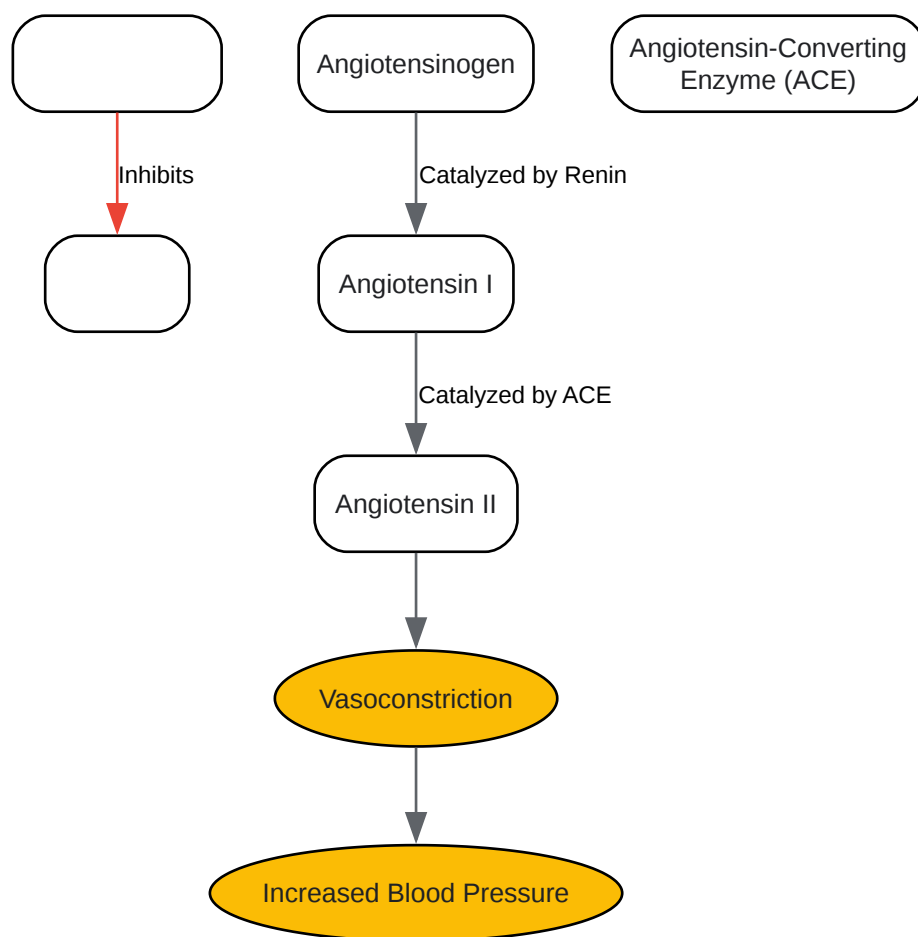 Angiotensinogen
Angiotensin-Converting
Enzyme (ACE)
Inhibits
Catalyzed by Renin
Angiotensin I
Catalyzed by ACE
Angiotensin II
Vasoconstriction
Increased Blood Pressure